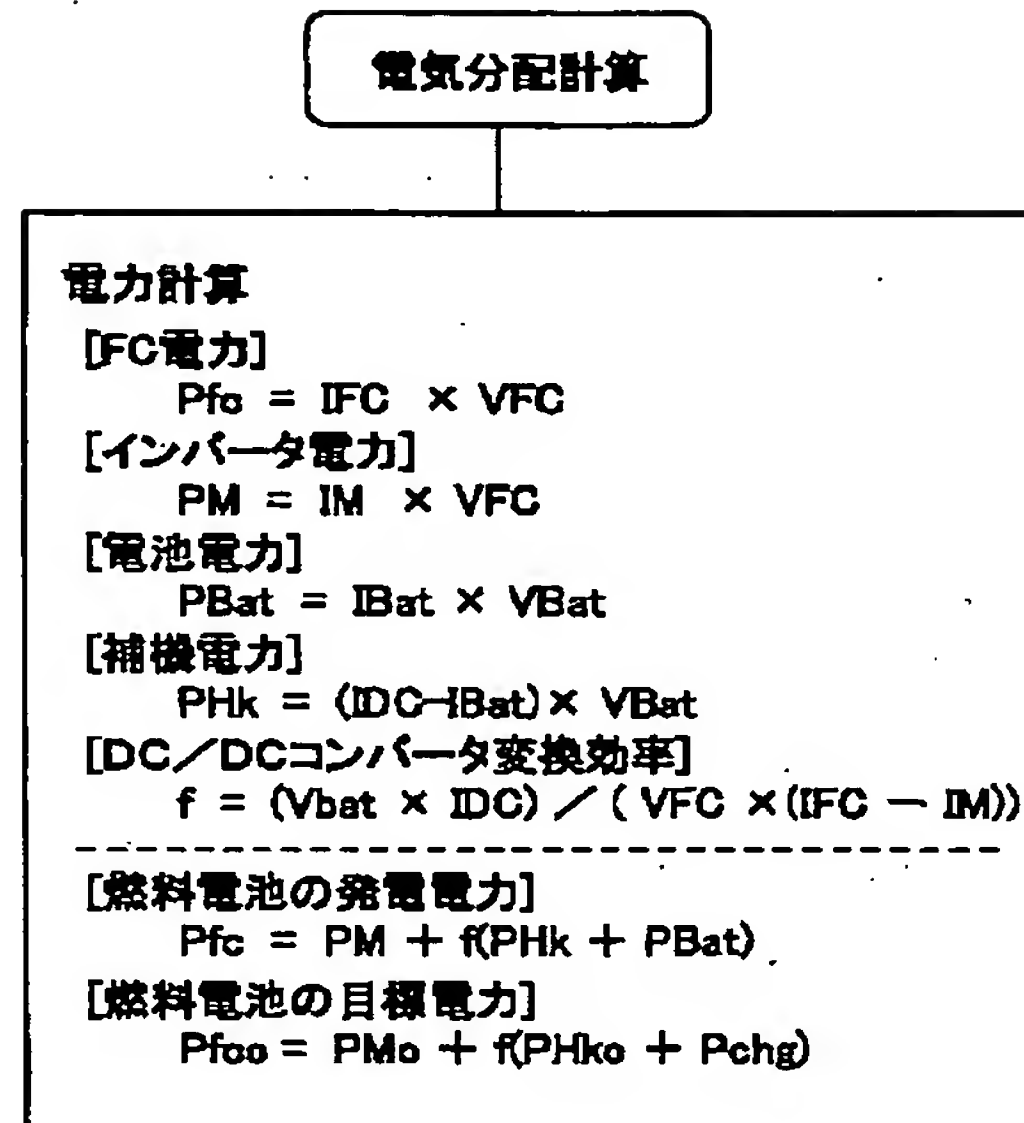 電気分配計算
電力計算
[FC電力]
Pfc = IFC × VFC
[インバータ電力]
PM = IM × VFC
[電池電力]
PBat = IBat × VBat
[補機電力]
PHk = (IDC-IBat)× VBat
[DC/DCコンバータ変換効率]
f = (Vbat × IDC) / ( VFC ×(IFC - IM))
[燃料電池の発電電力]
Pfc = PM + f(PHk + PBat)
[燃料電池の目標電力]
Pfco = PMo + f(PHko + Pchg)